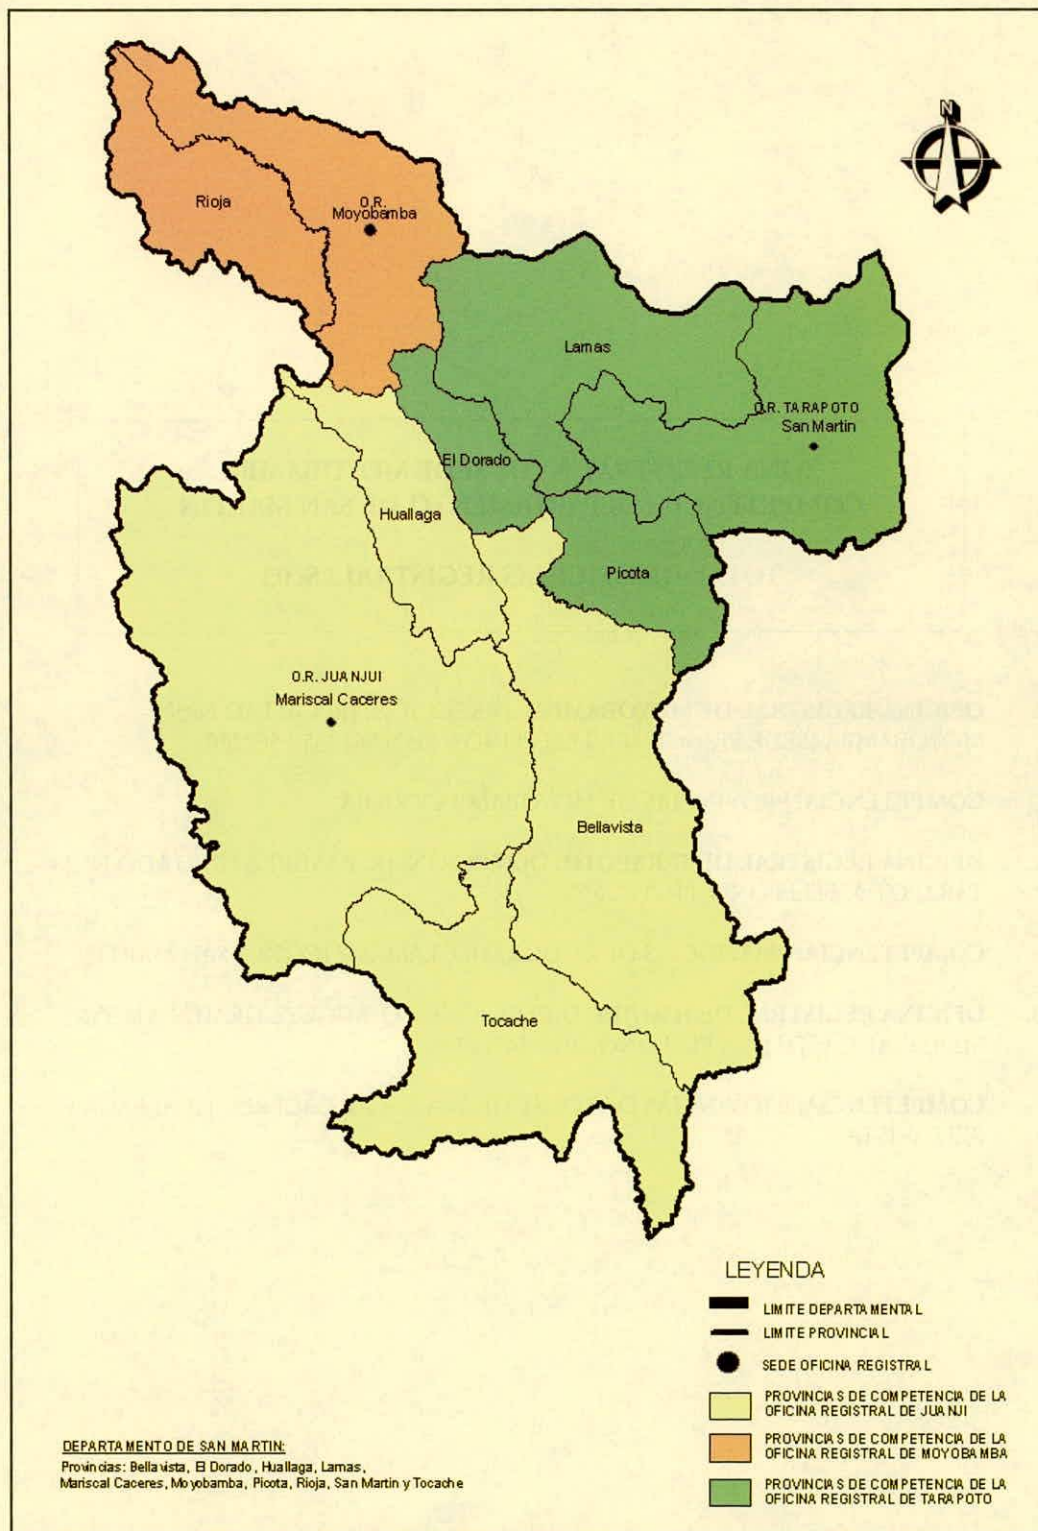 N
Rioja
O.R.
Moyobamba
Lamas
O.R. TARAPOTO
San Martin
El Dorado
Huallaga
Picota
O.R. JUANJUI
Mariscal Caceres
Bellavista
Tocache
LEYENDA
LIMITE DEPARTAMENTAL
LIMITE PROVINCIAL
SEDE OFICINA REGISTRAL
PROVINCIAS DE COMPETENCIA DE LA
OFICINA REGISTRAL DE JUANJI
PROVINCIAS DE COMPETENCIA DE LA
OFICINA REGISTRAL DE MOYOBAMBA
PROVINCIAS DE COMPETENCIA DE LA
OFICINA REGISTRAL DE TARAPOTO
DEPARTAMENTO DE SAN MARTIN:
Provincias: Bellavista, El Dorado, Huallaga, Lamas,
Mariscal Caceres, Moyobamba, Picota, Rioja, San Martin y Tocache